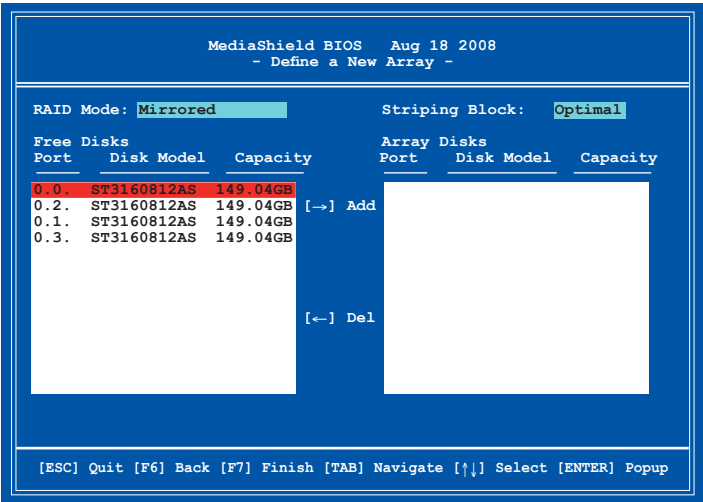 MediaShield BIOS Aug 18 2008
- Define a New Array -
RAID Mode: Mirrored Striping Block: Optimal
Free Disks Array Disks
Port Disk Model Capacity Port Disk Model Capacity
0.0. ST3160812AS 149.04GB
0.2. ST3160812AS 149.04GB [→] Add
0.1. ST3160812AS 149.04GB
0.3. ST3160812AS 149.04GB
[←] Del
[ESC] Quit [F6] Back [F7] Finish [TAB] Navigate [↑↓] Select [ENTER] Popup